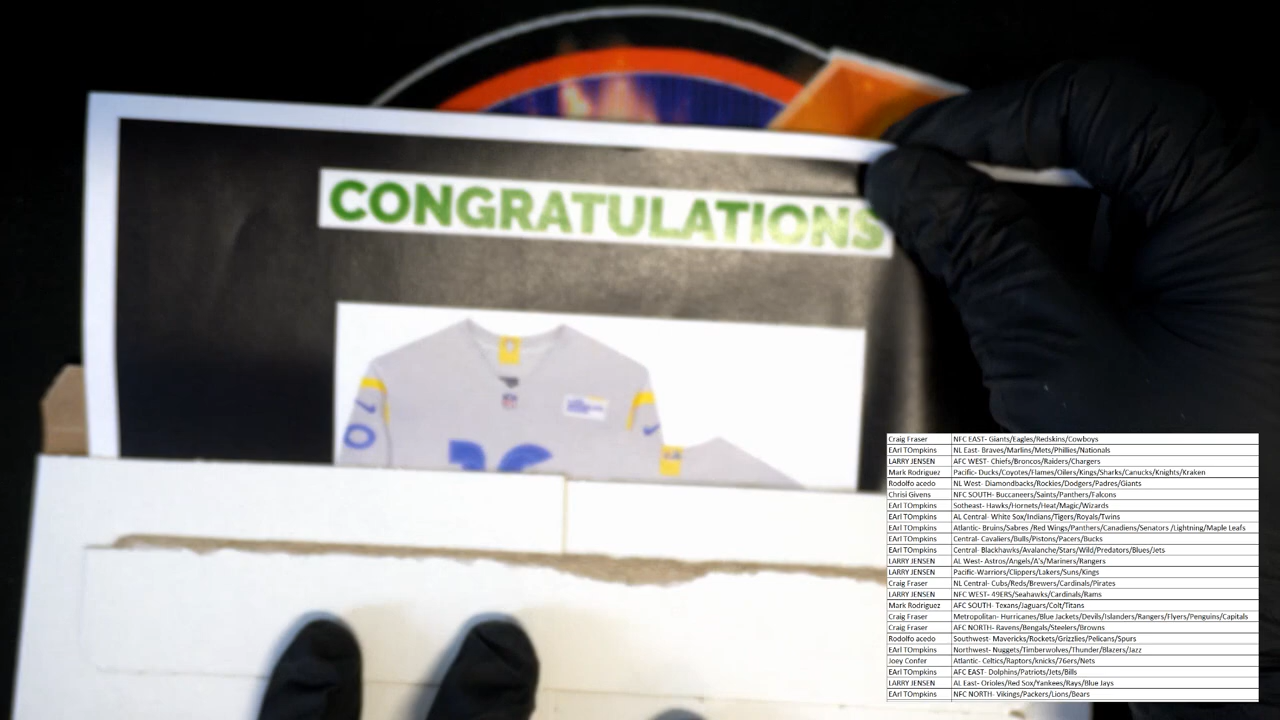 CONGRATULATIONS
Craig Fraser NFC EAST- Giants/Eagles/Redskins/Cowboys
EArl TOmpkins NL East- Braves/Marlins/Mets/Phillies/Nationals
LARRY JENSEN AFC WEST- Chiefs/Broncos/Raiders/Chargers
Mark Rodriguez Pacific- Ducks/Coyotes/Flames/Oilers/Kings/Sharks/Canucks/Knights/Kraken
Rodolfo acedo NL West- Diamondbacks/Rockies/Dodgers/Padres/Giants
Chrisi Givens NFC SOUTH- Buccaneers/Saints/Panthers/Falcons
EArl TOmpkins Sotheast- Hawks/Hornets/Heat/Magic/Wizards
EArl TOmpkins AL Central- White Sox/Indians/Tigers/Royals/Twins
EArl TOmpkins Atlantic- Bruins/Sabres /Red Wings/Panthers/Canadiens/Senators /Lightning/Maple Leafs
EArl TOmpkins Central- Cavaliers/Bulls/Pistons/Pacers/Bucks
EArl TOmpkins Central- Blackhawks/Avalanche/Stars/Wild/Predators/Blues/Jets
LARRY JENSEN AL West- Astros/Angels/A's/Mariners/Rangers
LARRY JENSEN Pacific-Warriors/Clippers/Lakers/Suns/Kings
Craig Fraser NL Central- Cubs/Reds/Brewers/Cardinals/Pirates
LARRY JENSEN NFC WEST- 49ERS/Seahawks/Cardinals/Rams
Mark Rodriguez AFC SOUTH- Texans/Jaguars/Colt/Titans
Craig Fraser Metropolitan- Hurricanes/Blue Jackets/Devils/Islanders/Rangers/Flyers/Penguins/Capitals
Craig Fraser AFC NORTH- Ravens/Bengals/Steelers/Browns
Rodolfo acedo Southwest- Mavericks/Rockets/Grizzlies/Pelicans/Spurs
EArl TOmpkins Northwest- Nuggets/Timberwolves/Thunder/Blazers/Jazz
Joey Confer Atlantic- Celtics/Raptors/knicks/76ers/Nets
EArl TOmpkins AFC EAST- Dolphins/Patriots/Jets/Bills
LARRY JENSEN AL East- Orioles/Red Sox/Yankees/Rays/Blue Jays
EArl TOmpkins NFC NORTH- Vikings/Packers/Lions/Bears